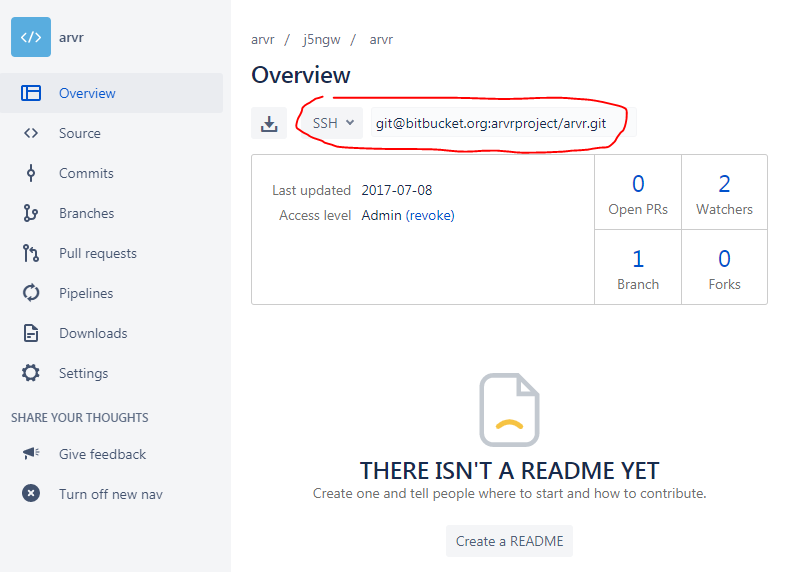 </> arvr
Overview
Source
Commits
Branches
Pull requests
Pipelines
Downloads
Settings
SHARE YOUR THOUGHTS
Give feedback
Turn off new nav
arvr / j5ngw / arvr
Overview
SSH git@bitbucket.org:arvrproject/arvr.git
Last updated 2017-07-08
Access level Admin (revoke)
0 2
Open PRs Watchers
1 0
Branch Forks
THERE ISN'T A README YET
Create one and tell people where to start and how to contribute.
Create a README